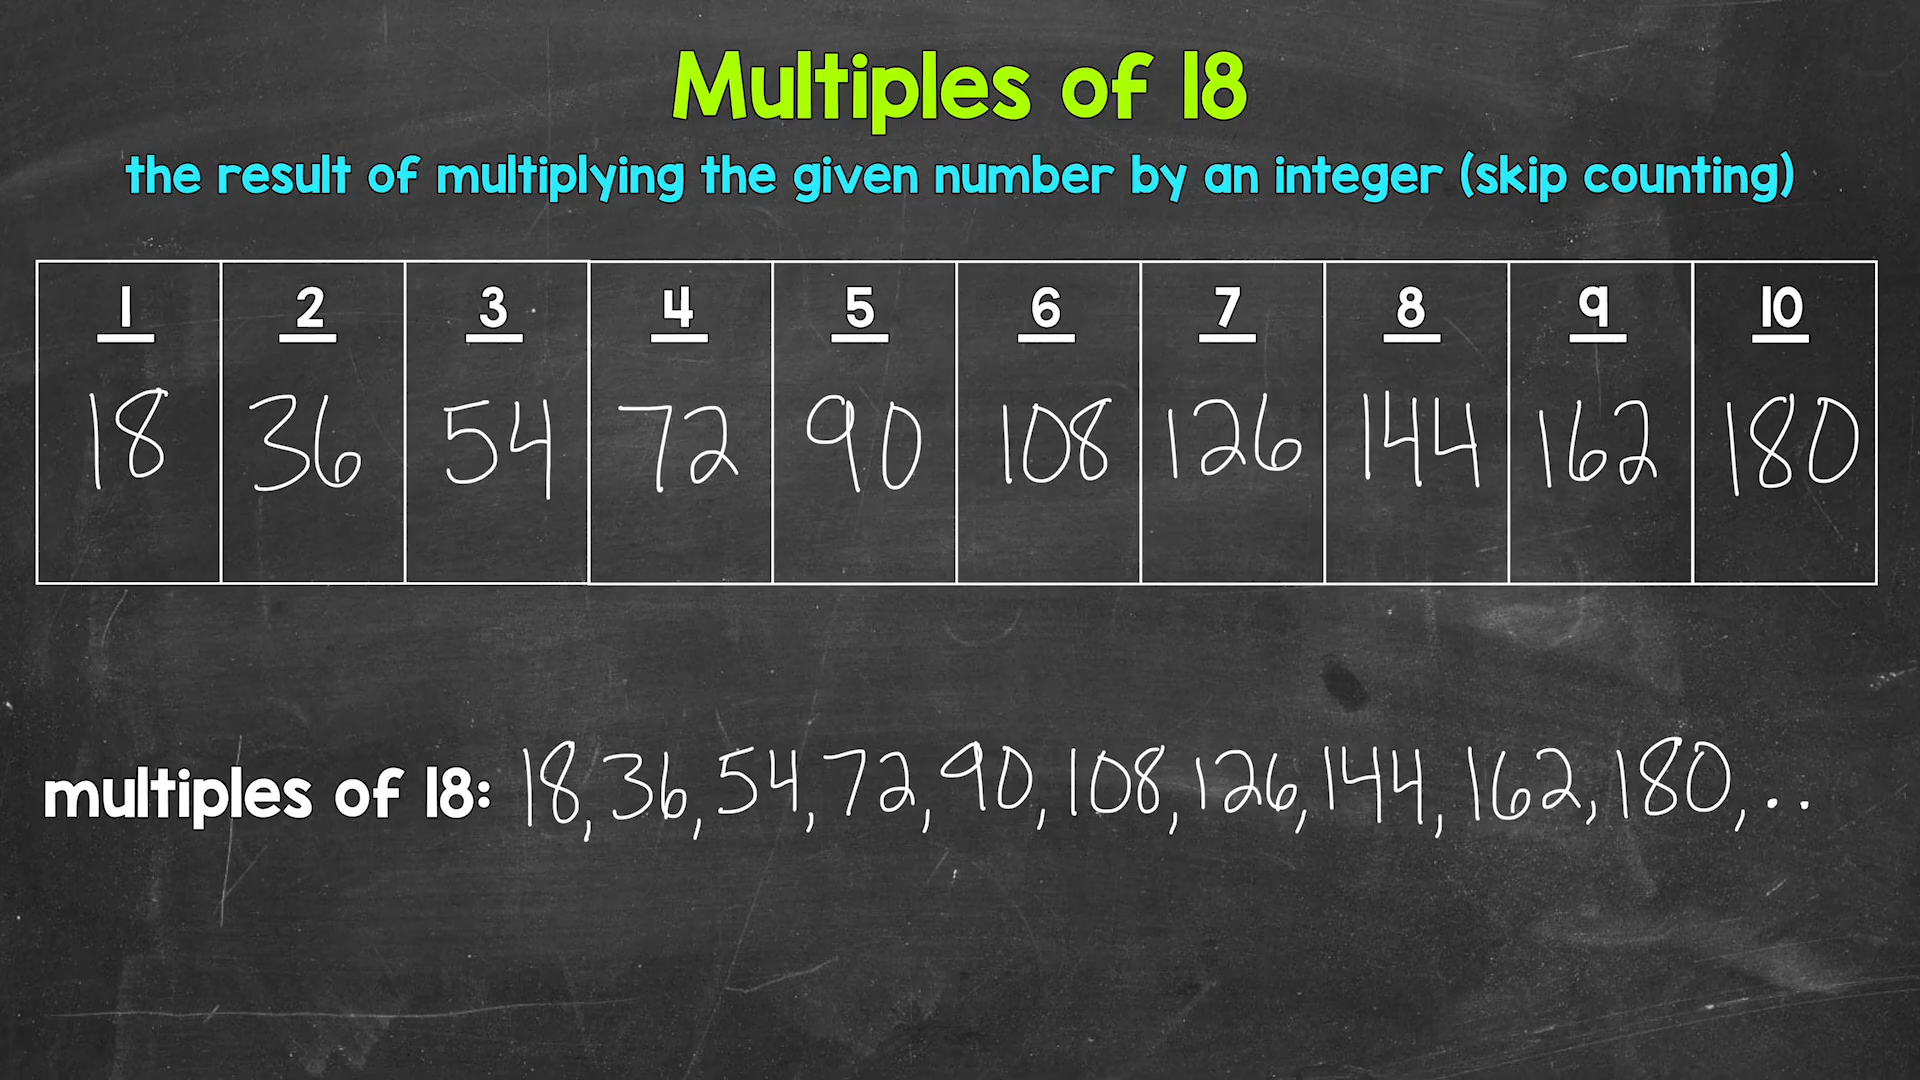 Multiples of 18
the result of multiplying the given number by an integer (skip counting)
1 2 3 4 5 6 7 8 9 10
18 36 54 72 90 108 126 144 162 180
multiples of 18: 18, 36, 54, 72, 90, 108, 126, 144, 162, 180, . .